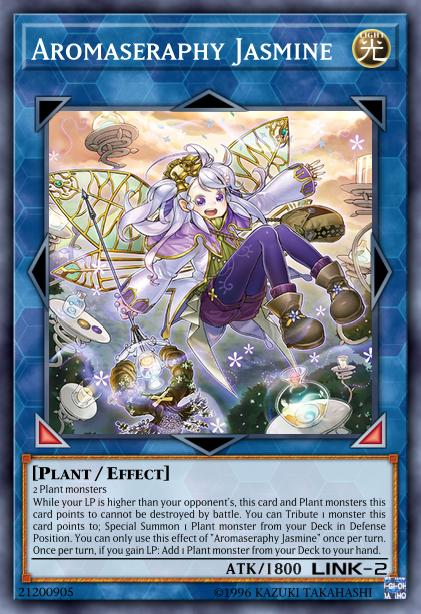 AROMASERAPHY JASMINE
LIGHT
光
[PLANT / EFFECT]
2 Plant monsters
While your LP is higher than your opponent's, this card and Plant monsters this
card points to cannot be destroyed by battle. You can Tribute 1 monster this
card points to; Special Summon 1 Plant monster from your Deck in Defense
Position. You can only use this effect of "Aromaseraphy Jasmine" once per turn.
Once per turn, if you gain LP: Add 1 Plant monster from your Deck to your hand.
ATK/1800 LINK-2
21200905 ©1996 KAZUKI TAKAHASHI